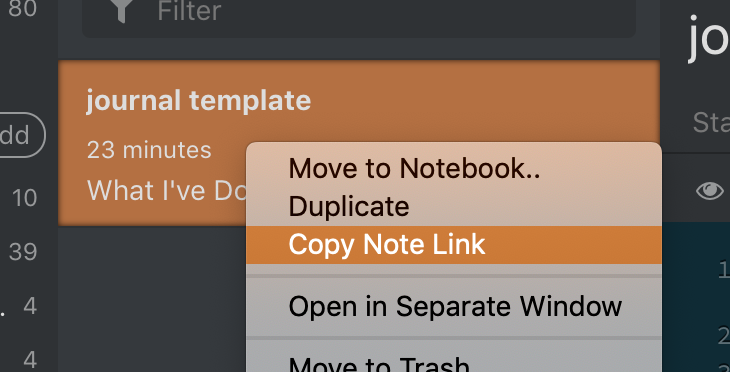 80
Filter
jo
journal template
Sta
dd
23 minutes
Move to Notebook..
10
What I've Do
Duplicate
39
Copy Note Link
1
. 4
Open in Separate Window
2
4
Move to Trash